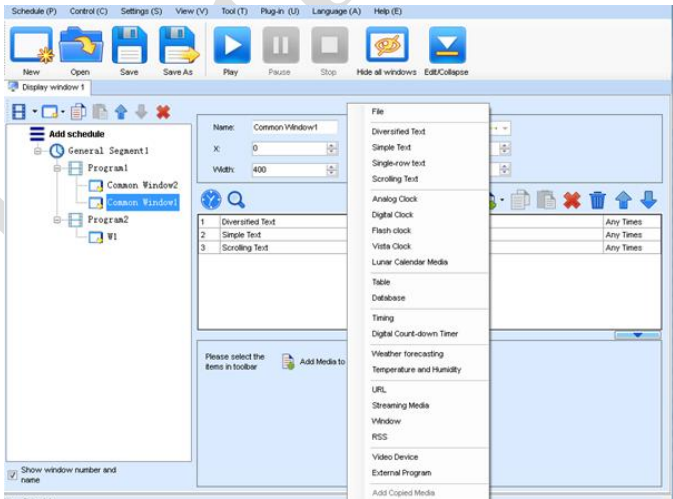 Schedule (P) Control (C) Settings (S) View (V) Tool (T) Plug-in (U) Language (A) Help (E)
New Open Save Save As Play Pause Stop Hide all windows Edit/Collapse
Display window 1
Add schedule
General Segment1
Program1
Common Window2
Common Window1
Program2
W1
Show window number and
name
Name: Common Window1
X: 0
Width: 400
1 Diversified Text Any Times
2 Simple Text Any Times
3 Scrolling Text Any Times
Please select the
items in toolbar
Add Media to
File
Diversified Text
Simple Text
Single-row text
Scrolling Text
Analog Clock
Digital Clock
Flash clock
Vista Clock
Lunar Calendar Media
Table
Database
Timing
Digital Count-down Timer
Weather forecasting
Temperature and Humidity
URL
Streaming Media
Window
RSS
Video Device
External Program
Add Copied Media